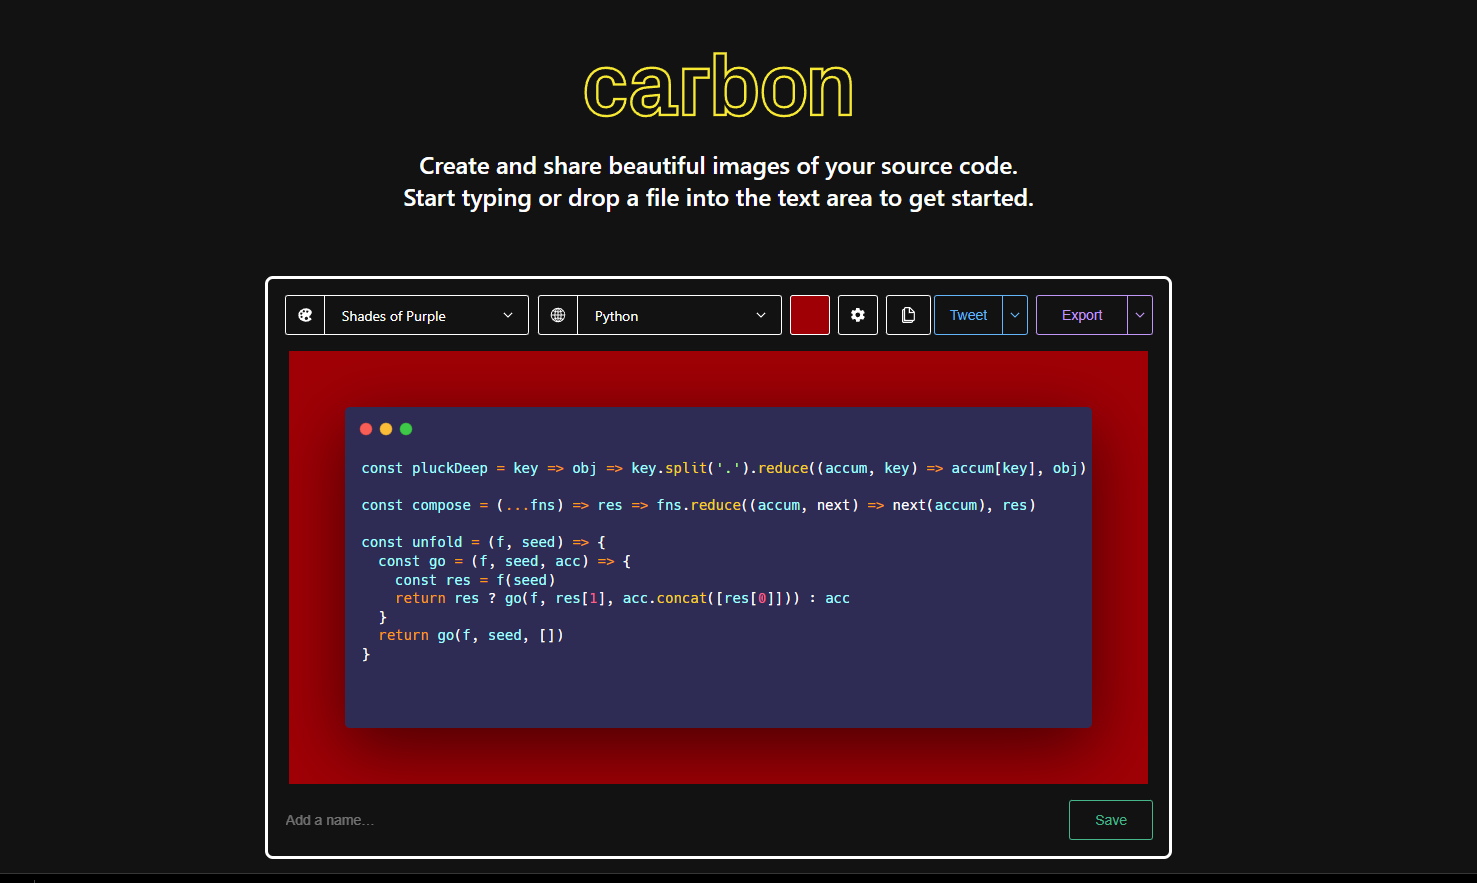 carbon
Create and share beautiful images of your source code.
Start typing or drop a file into the text area to get started.
Shades of Purple
Python
Tweet
Export
const pluckDeep = key => obj => key.split('.').reduce((accum, key) => accum[key], obj)
const compose = (...fns) => res => fns.reduce((accum, next) => next(accum), res)
const unfold = (f, seed) => {
  const go = (f, seed, acc) => {
    const res = f(seed)
    return res ? go(f, res[1], acc.concat([res[0]])) : acc
  }
  return go(f, seed, [])
}
Add a name...
Save